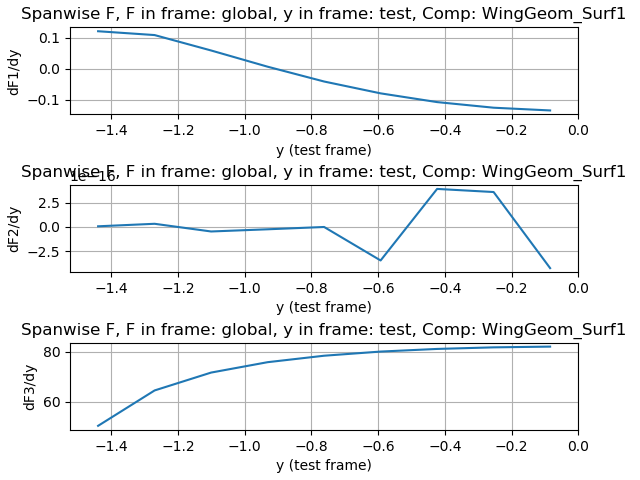 Spanwise F, F in frame: global, y in frame: test, Comp: WingGeom_Surf1
0.1
0.0
−0.1
dF1/dy
−1.4 −1.2 −1.0 −0.8 −0.6 −0.4 −0.2 0.0
y (test frame)
Spanwise F, F in frame: global, y in frame: test, Comp: WingGeom_Surf1
1e−16
2.5
0.0
−2.5
dF2/dy
−1.4 −1.2 −1.0 −0.8 −0.6 −0.4 −0.2 0.0
y (test frame)
Spanwise F, F in frame: global, y in frame: test, Comp: WingGeom_Surf1
80
60
dF3/dy
−1.4 −1.2 −1.0 −0.8 −0.6 −0.4 −0.2 0.0
y (test frame)